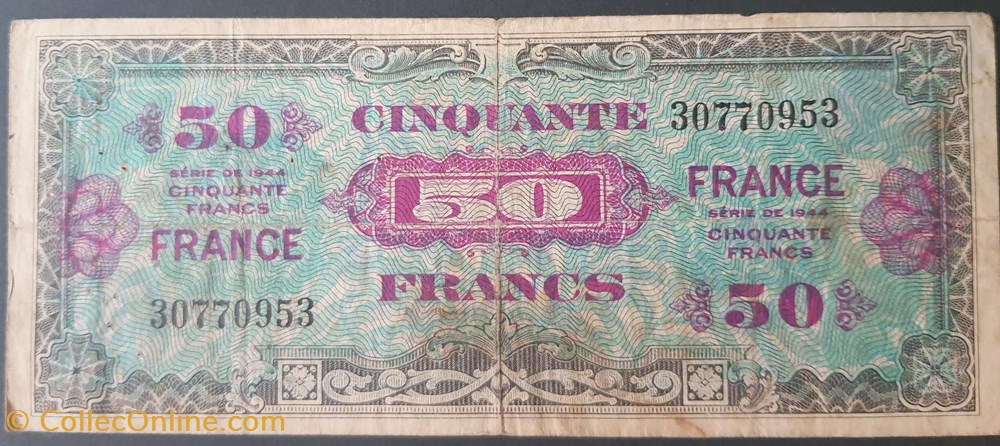 50
SÉRIE DE 1944
CINQUANTE
FRANCS
FRANCE
30770953
CINQUANTE
50
FRANCS
30770953
FRANCE
SÉRIE DE 1944
CINQUANTE
FRANCS
50
© CollecOnline.com